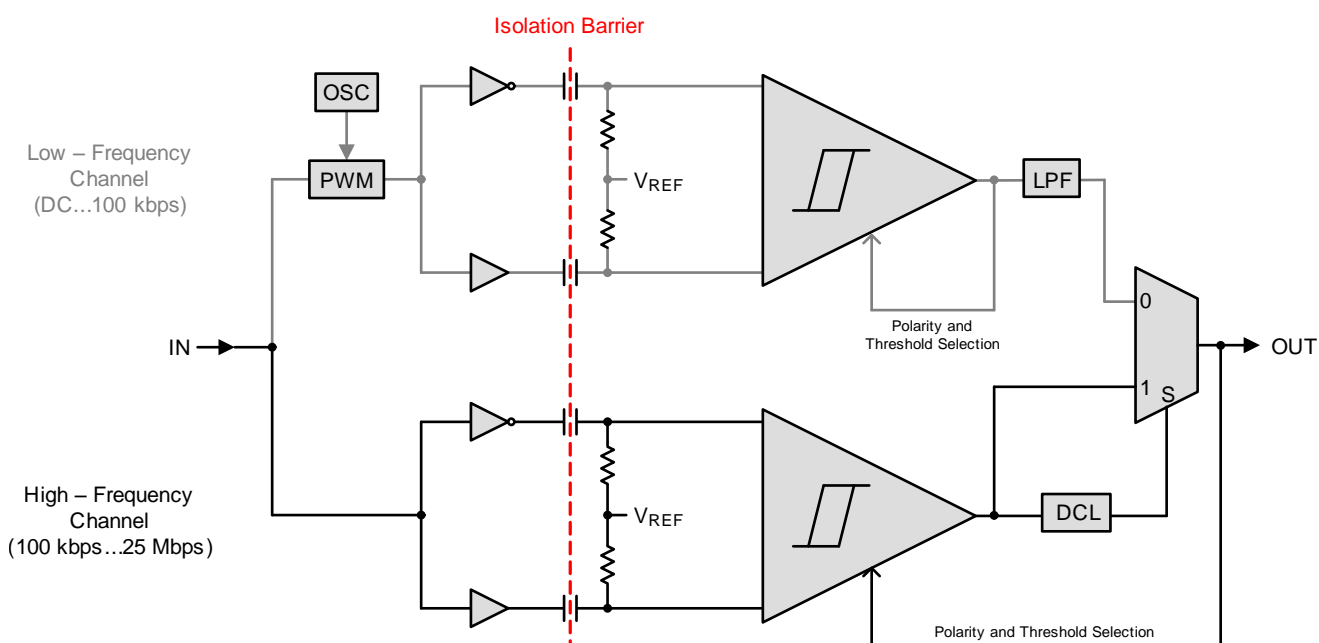 Isolation Barrier
OSC
Low – Frequency
Channel
(DC...100 kbps)
PWM
VREF
LPF
0
Polarity and
Threshold Selection
IN
OUT
1
S
High – Frequency
Channel
(100 kbps...25 Mbps)
VREF
DCL
Polarity and Threshold Selection